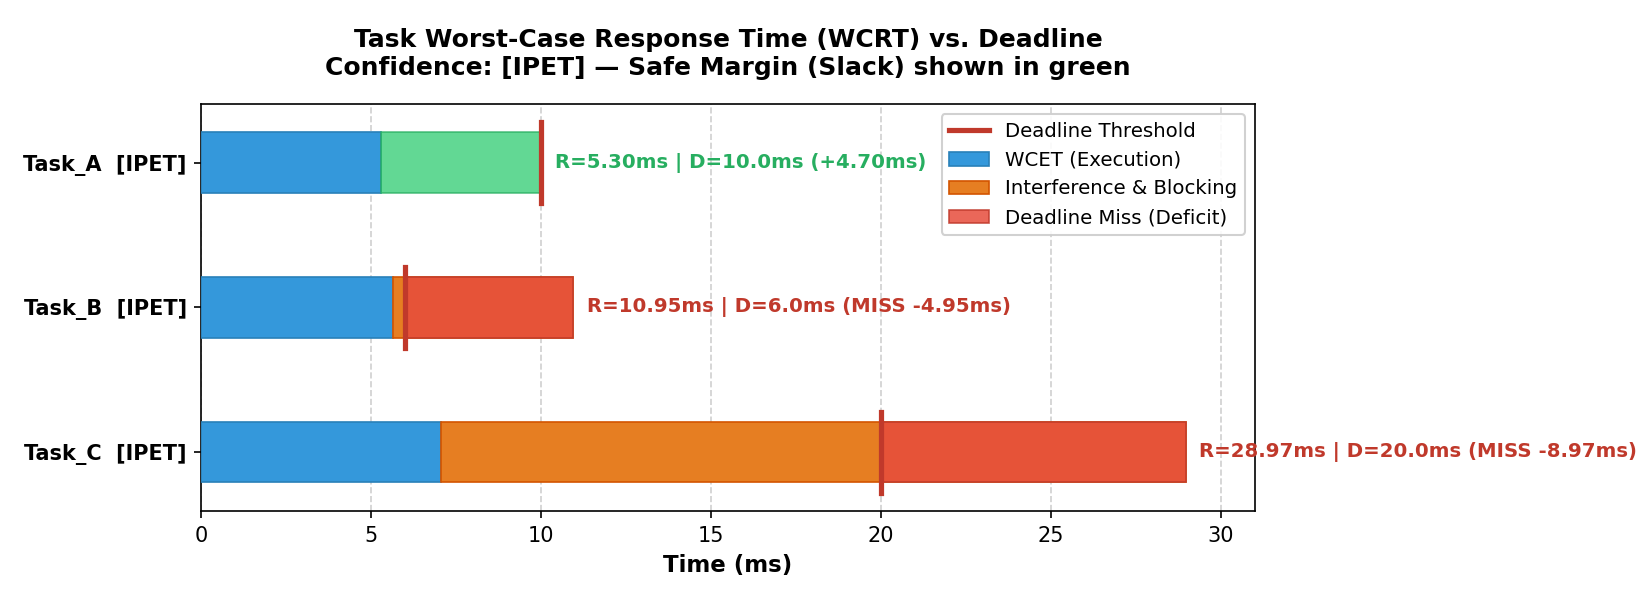 Task Worst-Case Response Time (WCRT) vs. Deadline
Confidence: [IPET] — Safe Margin (Slack) shown in green
Deadline Threshold
WCET (Execution)
Interference & Blocking
Deadline Miss (Deficit)
Task_A [IPET]
R=5.30ms | D=10.0ms (+4.70ms)
Task_B [IPET]
R=10.95ms | D=6.0ms (MISS -4.95ms)
Task_C [IPET]
R=28.97ms | D=20.0ms (MISS -8.97ms)
0 5 10 15 20 25 30
Time (ms)